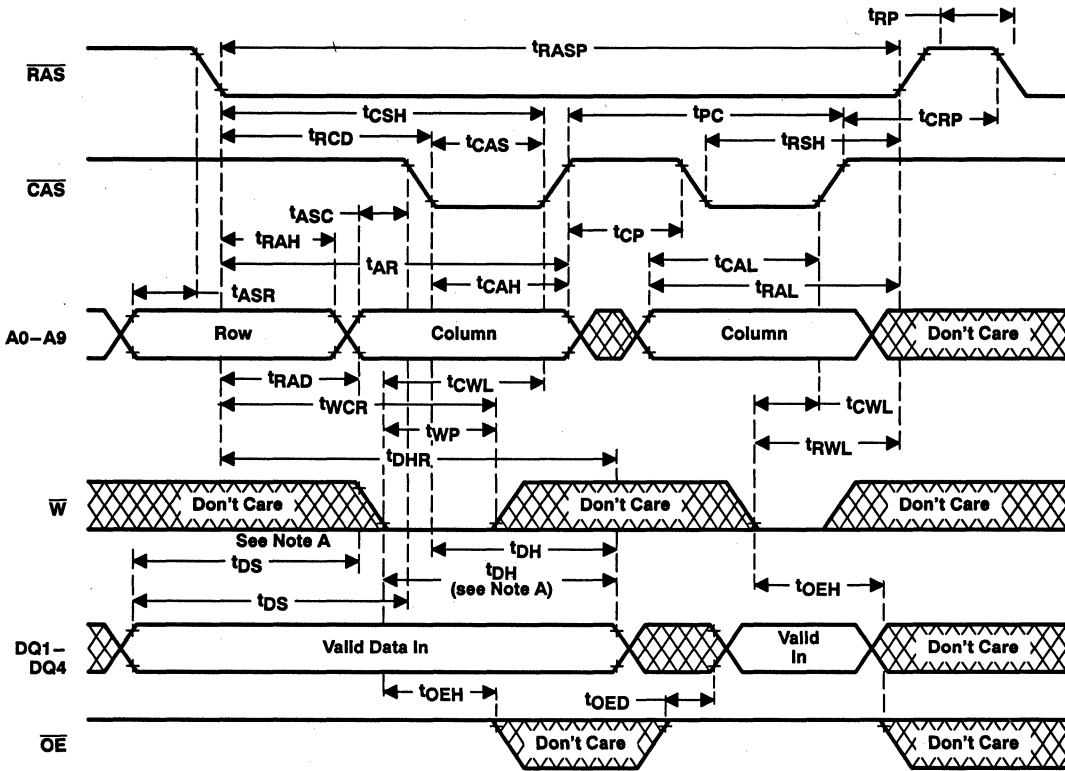 tRP
tRASP
R̅A̅S̅
tCSH
tPC
tCRP
tRCD
tCAS
tRSH
C̅A̅S̅
tASC
tRAH
tCP
tAR
tCAL
tCAH
tRAL
tASR
A0–A9
Row
Column
Column
Don't Care
tRAD
tCWL
tWCR
tCWL
tWP
tRWL
tDHR
W̅
Don't Care
Don't Care
Don't Care
See Note A
tDS
tDH
tDH
(see Note A)
tDS
tOEH
DQ1–
DQ4
Valid Data In
Valid
In
Don't Care
tOEH
tOED
O̅E̅
Don't Care
Don't Care